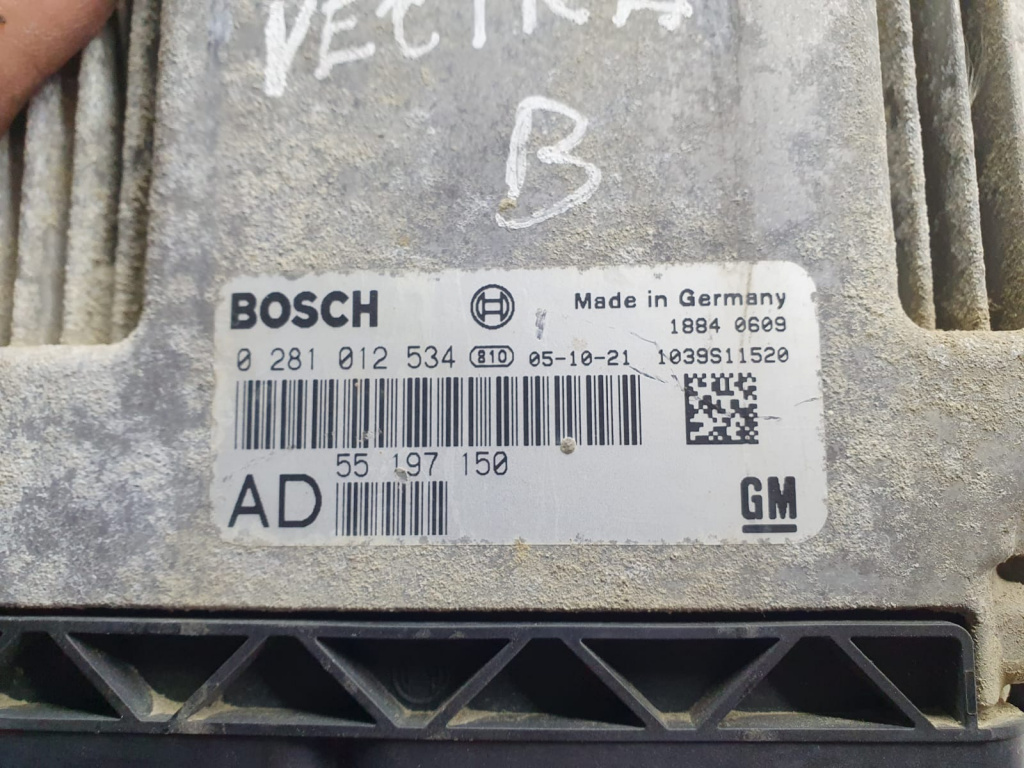 VECTRA
B
BOSCH
Made in Germany
1884 0609
0 281 012 534 810 05-10-21 1039S11520
55 197 150
AD
GM